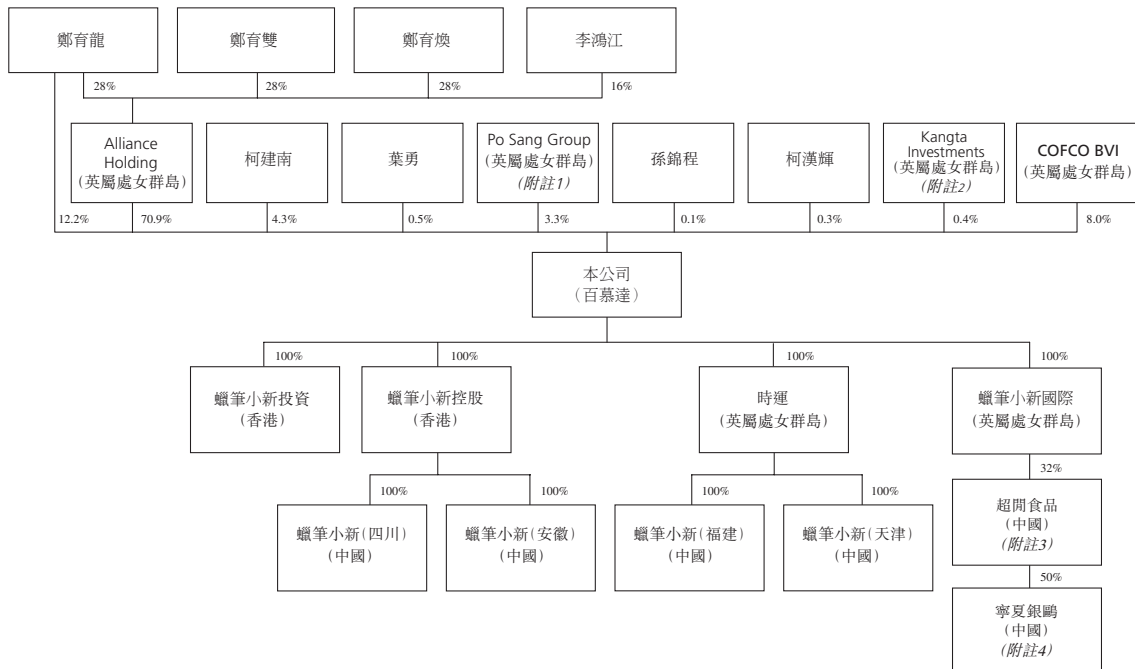 鄭育龍
鄭育雙
鄭育煥
李鴻江
28%
28%
28%
16%
Alliance
Holding
(英屬處女群島)
柯建南
葉勇
Po Sang Group
(英屬處女群島)
(附註1)
孫錦程
柯漢輝
Kangta
Investments
(英屬處女群島)
(附註2)
COFCO BVI
(英屬處女群島)
12.2%
70.9%
4.3%
0.5%
3.3%
0.1%
0.3%
0.4%
8.0%
本公司
(百慕達)
100%
100%
100%
100%
蠟筆小新投資
(香港)
蠟筆小新控股
(香港)
時運
(英屬處女群島)
蠟筆小新國際
(英屬處女群島)
32%
100%
100%
100%
100%
蠟筆小新(四川)
(中國)
蠟筆小新(安徽)
(中國)
蠟筆小新(福建)
(中國)
蠟筆小新(天津)
(中國)
超閒食品
(中國)
(附註3)
50%
寧夏銀鷗
(中國)
(附註4)